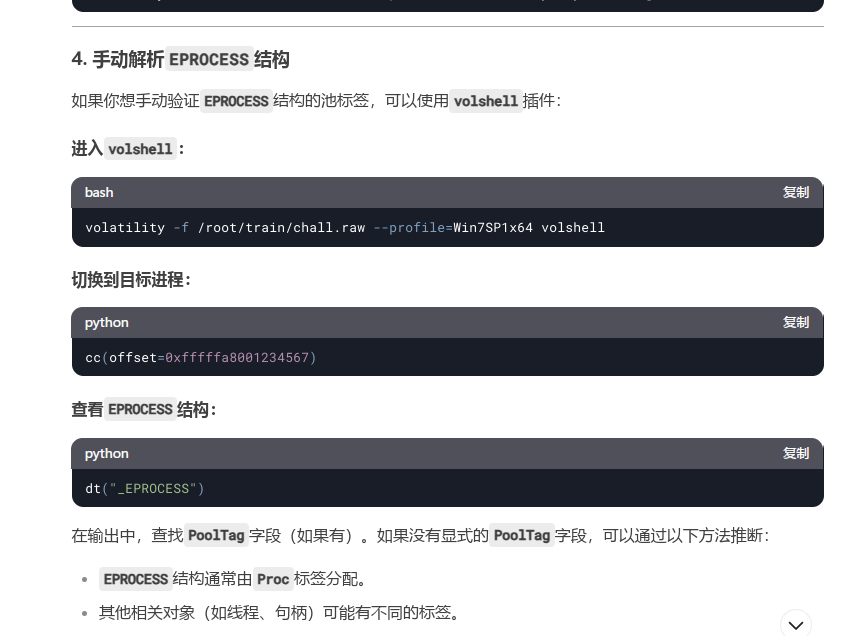 4. 手动解析 EPROCESS 结构
如果你想手动验证 EPROCESS 结构的池标签，可以使用 volshell 插件：
进入 volshell：
bash 复制
volatility -f /root/train/chall.raw --profile=Win7SP1x64 volshell
切换到目标进程：
python 复制
cc(offset=0xfffffa8001234567)
查看 EPROCESS 结构：
python 复制
dt("_EPROCESS")
在输出中，查找 PoolTag 字段（如果有）。如果没有显式的 PoolTag 字段，可以通过以下方法推断：
• EPROCESS 结构通常由 Proc 标签分配。
• 其他相关对象（如线程、句柄）可能有不同的标签。